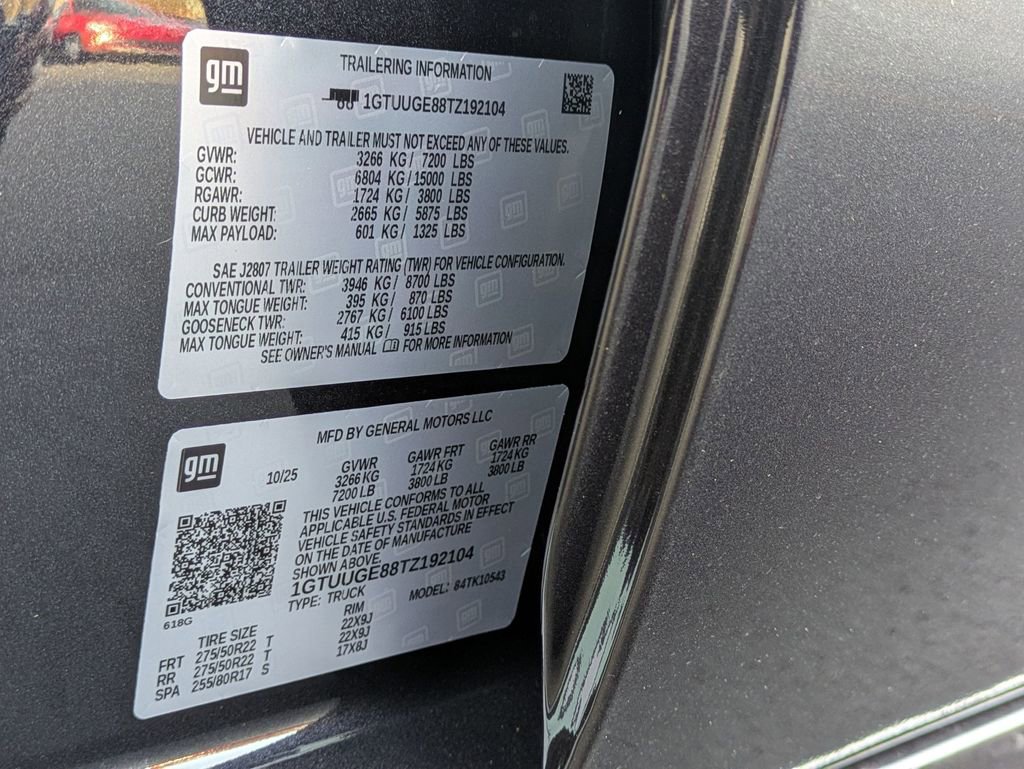 gm
TRAILERING INFORMATION
1GTUUGE88TZ192104
VEHICLE AND TRAILER MUST NOT EXCEED ANY OF THESE VALUES.
GVWR: 3266 KG / 7200 LBS
GCWR: 6804 KG / 15000 LBS
RGAWR: 1724 KG / 3800 LBS
CURB WEIGHT: 2665 KG / 5875 LBS
MAX PAYLOAD: 601 KG / 1325 LBS
SAE J2807 TRAILER WEIGHT RATING (TWR) FOR VEHICLE CONFIGURATION.
CONVENTIONAL TWR: 3946 KG / 8700 LBS
MAX TONGUE WEIGHT: 395 KG / 870 LBS
GOOSENECK TWR: 2767 KG / 6100 LBS
MAX TONGUE WEIGHT: 415 KG / 915 LBS
SEE OWNER'S MANUAL FOR MORE INFORMATION
gm
MFD BY GENERAL MOTORS LLC
10/25 GVWR GAWR FRT GAWR RR
3266 KG 1724 KG 1724 KG
7200 LB 3800 LB 3800 LB
THIS VEHICLE CONFORMS TO ALL
APPLICABLE U.S. FEDERAL MOTOR
VEHICLE SAFETY STANDARDS IN EFFECT
ON THE DATE OF MANUFACTURE
SHOWN ABOVE.
1GTUUGE88TZ192104
TYPE: TRUCK MODEL: 84TK10543
618G
TIRE SIZE RIM
FRT 275/50R22 T 22X9J
RR 275/50R22 T 22X9J
SPA 255/80R17 S 17X8J